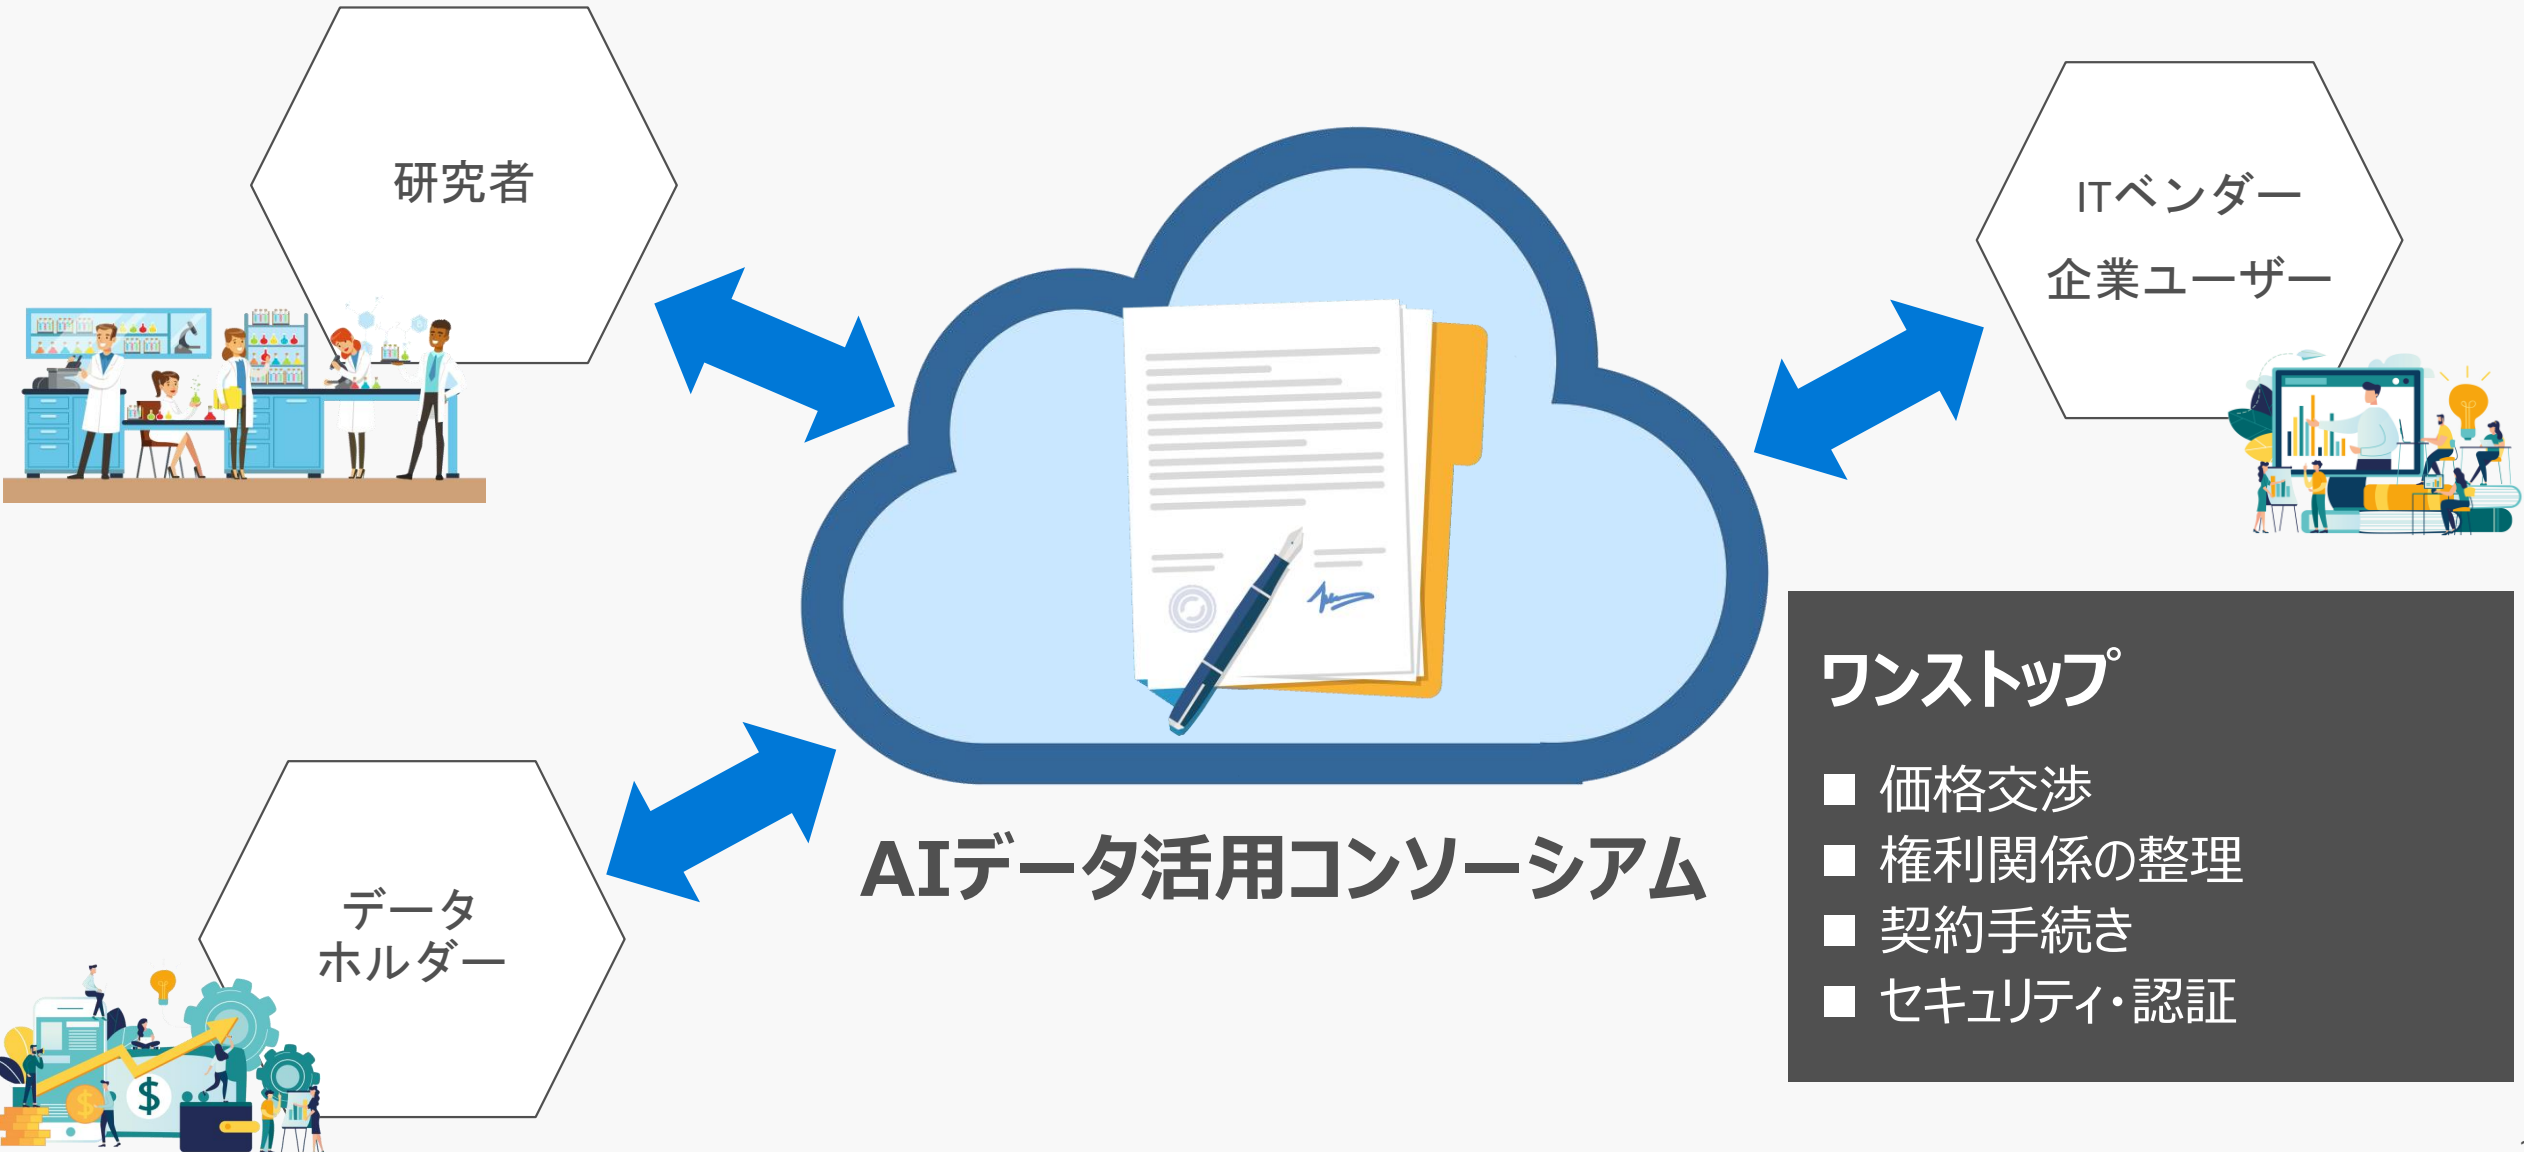 研究者
ITベンダー
企業ユーザー
データ
ホルダー
AIデータ活用コンソーシアム
ワンストップ
■ 価格交渉
■ 権利関係の整理
■ 契約手続き
■ セキュリティ・認証
$
$